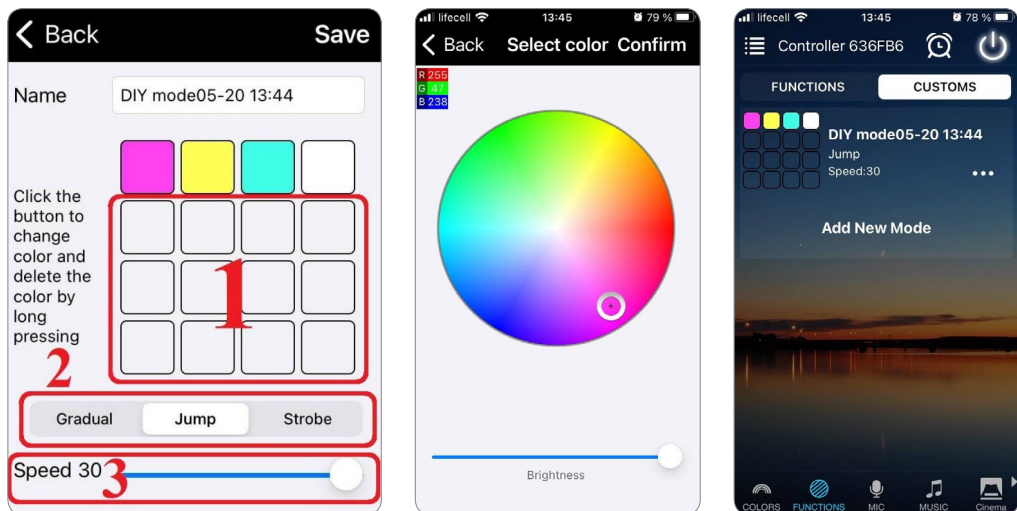 Back Save
Name DIY mode05-20 13:44
Click the
button to
change
color and
delete the
color by
long
pressing
1
2
Gradual Jump Strobe
Speed 30
3
lifecell 13:45 79 %
Back Select color Confirm
R 255
G 47
B 238
Brightness
lifecell 13:45 78 %
Controller 636FB6
FUNCTIONS CUSTOMS
DIY mode05-20 13:44
Jump
Speed:30
Add New Mode
COLORS FUNCTIONS MIC MUSIC Cinema